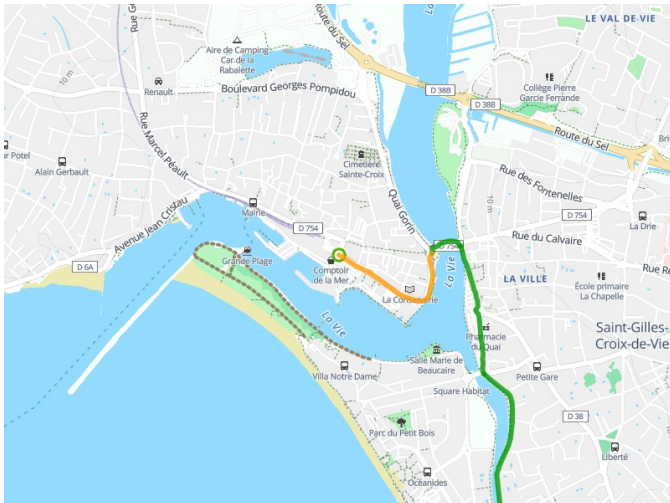 LE VAL DE VIE
Route du Sel
Aire de Camping
Car de la
Rabalette
Renault
Boulevard Georges Pompidou
D 38B
D 38B
Collège Pierre
Garcie Ferrande
Route du Sel
10 m
Rue Marcel Péault
Alain Gerbault
Cimetière
Sainte-Croix
Rue des Fontenelles
Quai Gorin
10 m
Mairie
D 754
D 754
La Drie
Avenue Jean Cristau
D 754
Rue du Calvaire
D 6A
Grande Plage
Comptoir
de la Mer
La Conserverie
La Vie
LA VILLE
École primaire
La Chapelle
La Vie
Saint-Gilles-
Croix-de-Vie
Pharmacie
du Quai
Salle Marie de
Beaucaire
Villa Notre Dame
Petite Gare
Square Habitat
D 38
Parc du Petit Bois
Liberté
Océanides